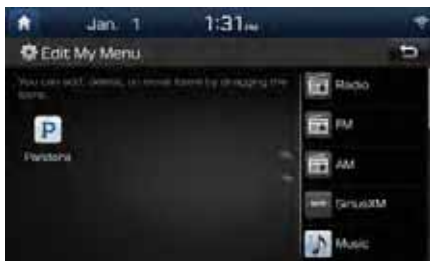 Jan. 1 1:31
Edit My Menu
You can add, delete, or move items by dragging the
icons.
Pandora
Radio
FM
AM
SiriusXM
Music